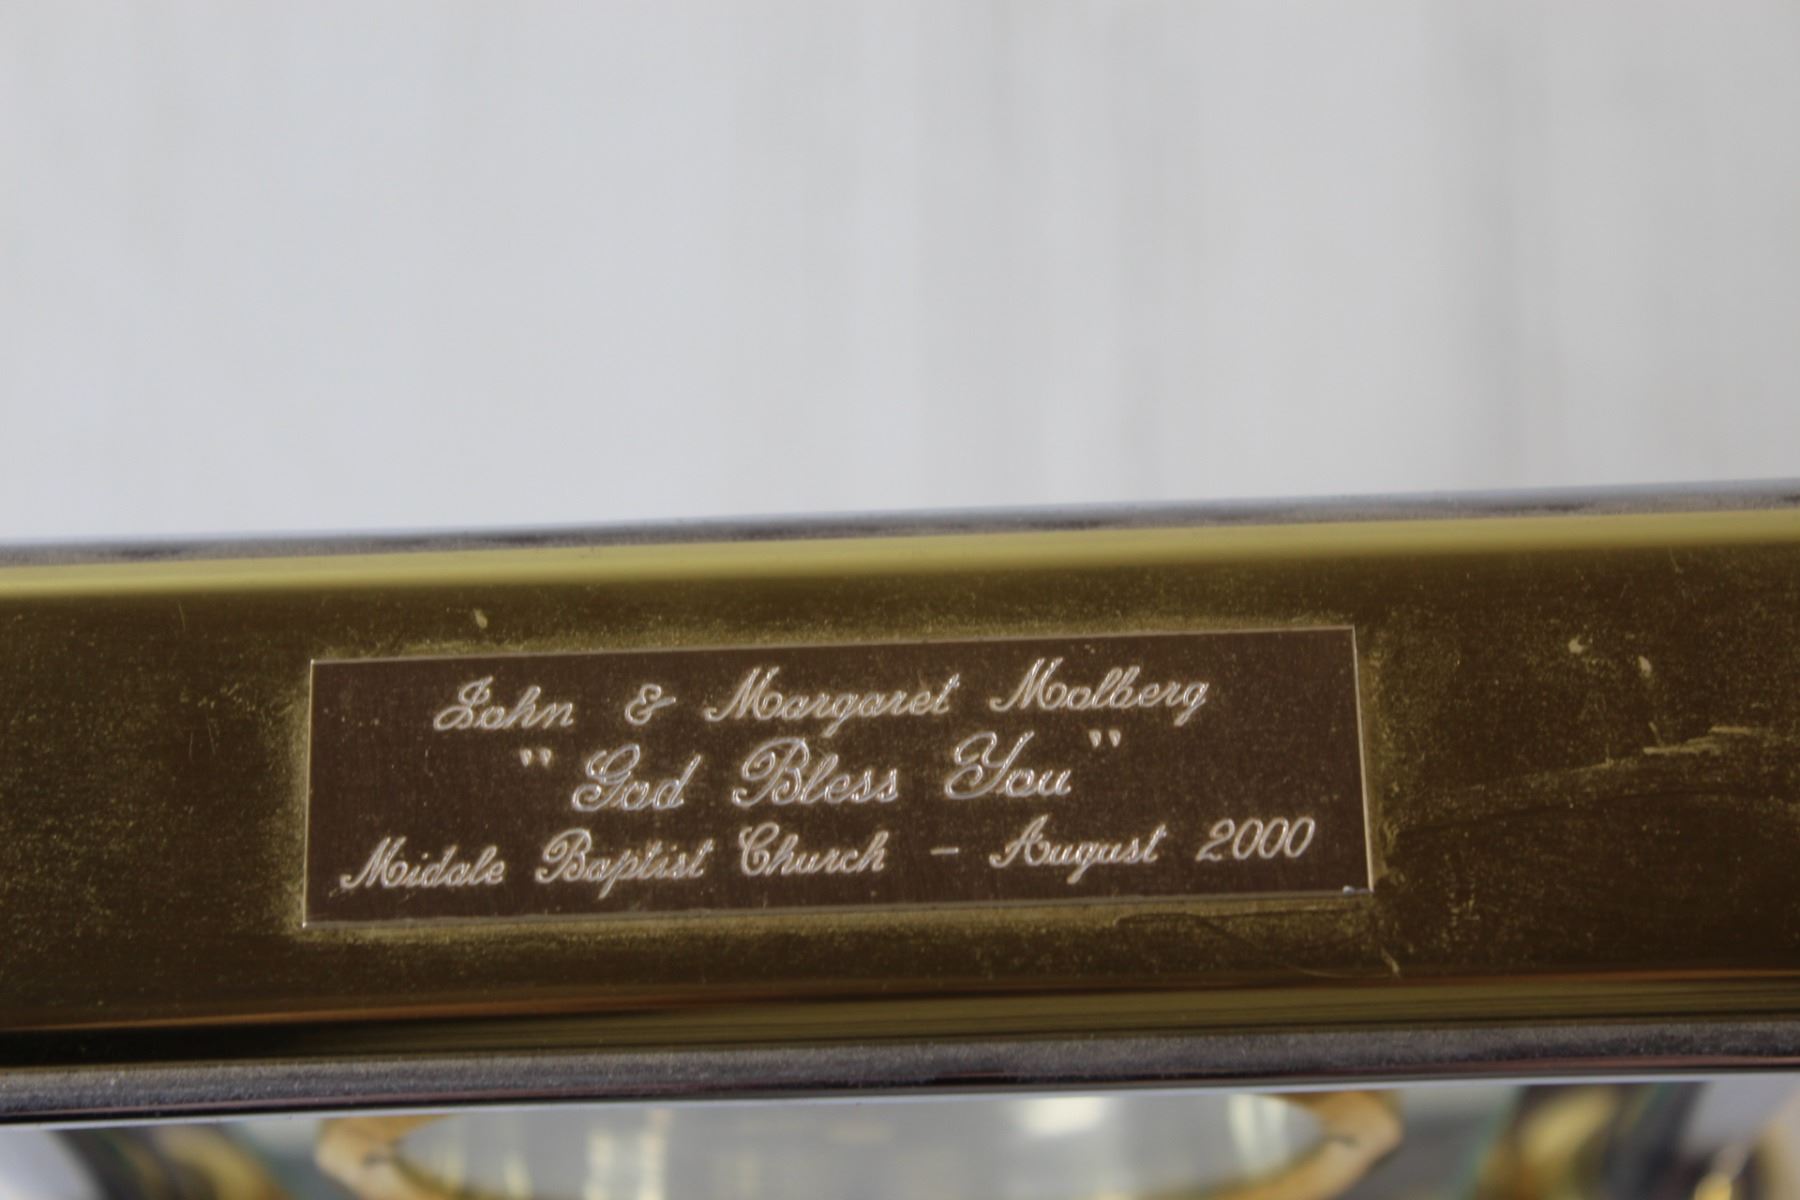 John & Margaret Molberg
"God Bless You"
Midale Baptist Church - August 2000